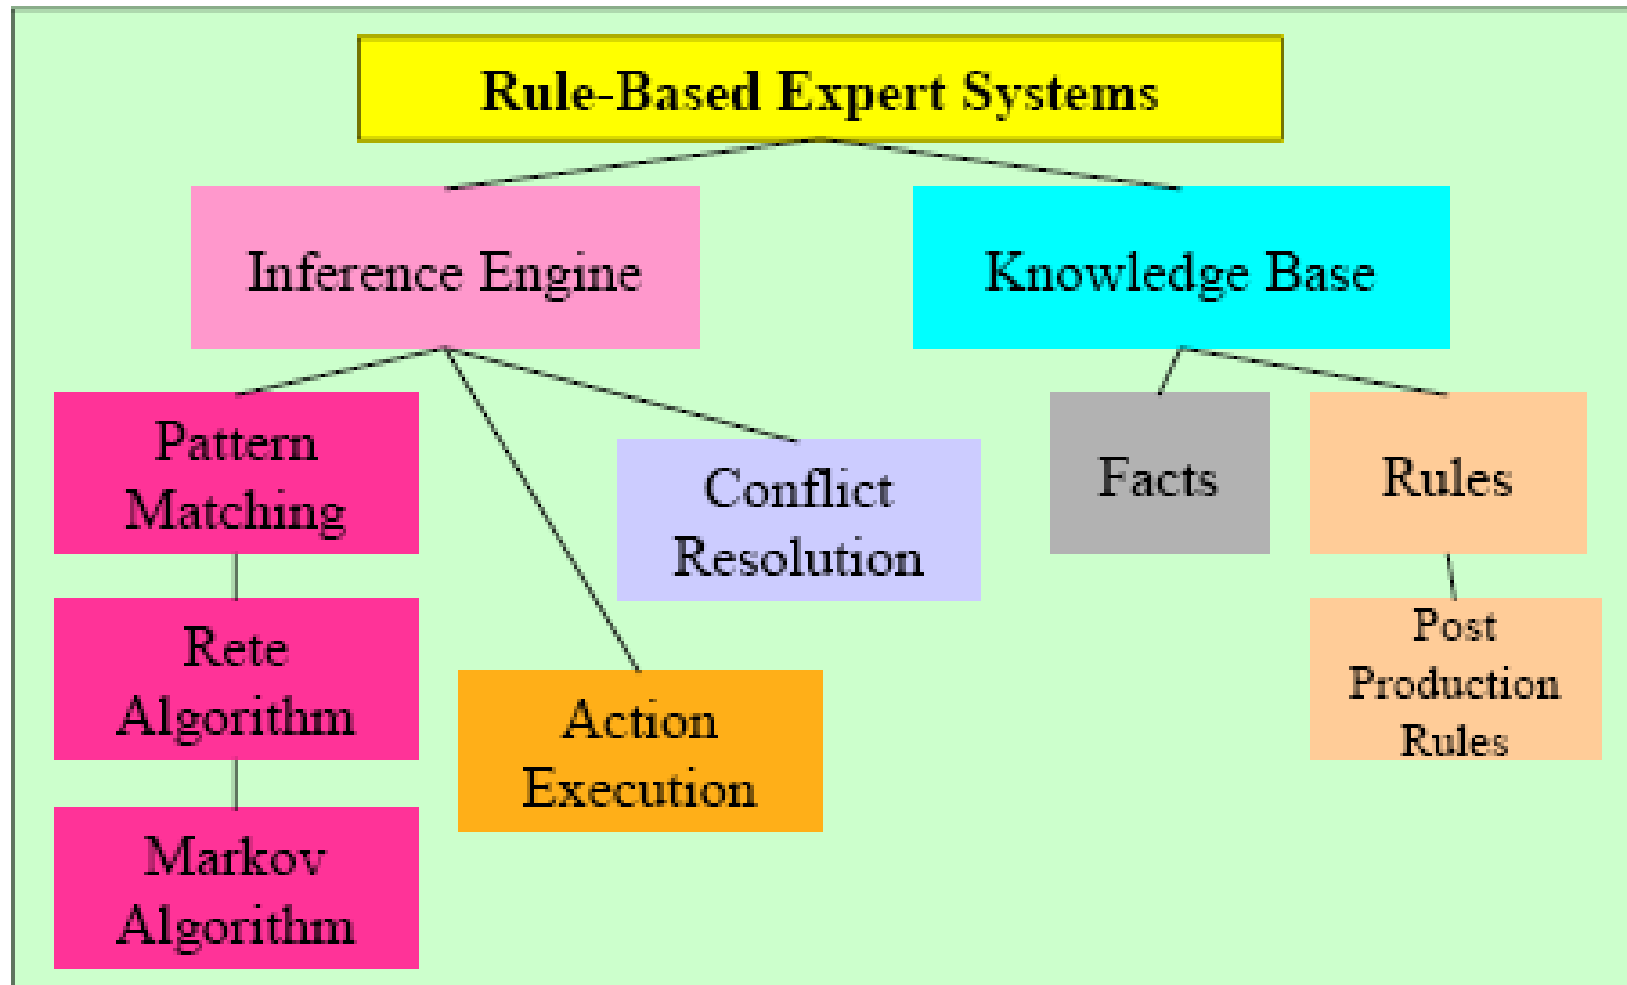 Rule-Based Expert Systems
Inference Engine
Knowledge Base
Pattern
Matching
Conflict
Resolution
Facts
Rules
Rete
Algorithm
Action
Execution
Post
Production
Rules
Markov
Algorithm